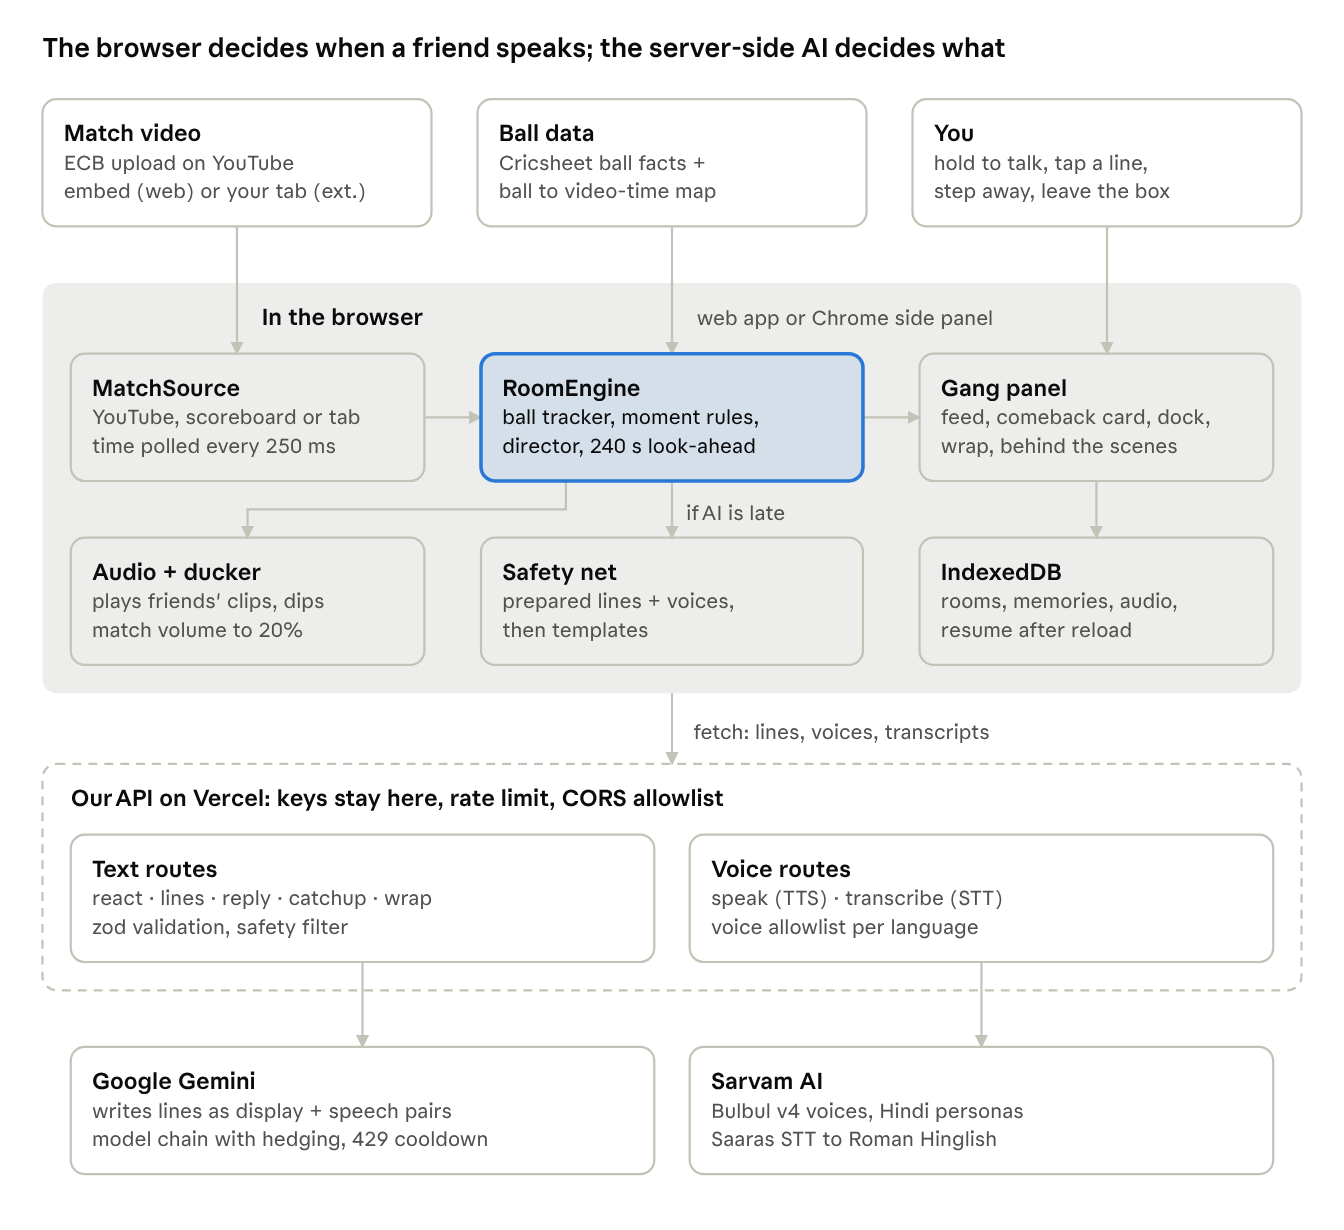 The browser decides when a friend speaks; the server-side AI decides what
Match video
ECB upload on YouTube
embed (web) or your tab (ext.)
Ball data
Cricsheet ball facts +
ball to video-time map
You
hold to talk, tap a line,
step away, leave the box
In the browser
web app or Chrome side panel
MatchSource
YouTube, scoreboard or tab
time polled every 250 ms
RoomEngine
ball tracker, moment rules,
director, 240 s look-ahead
Gang panel
feed, comeback card, dock,
wrap, behind the scenes
if AI is late
Audio + ducker
plays friends' clips, dips
match volume to 20%
Safety net
prepared lines + voices,
then templates
IndexedDB
rooms, memories, audio,
resume after reload
fetch: lines, voices, transcripts
Our API on Vercel: keys stay here, rate limit, CORS allowlist
Text routes
react · lines · reply · catchup · wrap
zod validation, safety filter
Voice routes
speak (TTS) · transcribe (STT)
voice allowlist per language
Google Gemini
writes lines as display + speech pairs
model chain with hedging, 429 cooldown
Sarvam AI
Bulbul v4 voices, Hindi personas
Saaras STT to Roman Hinglish